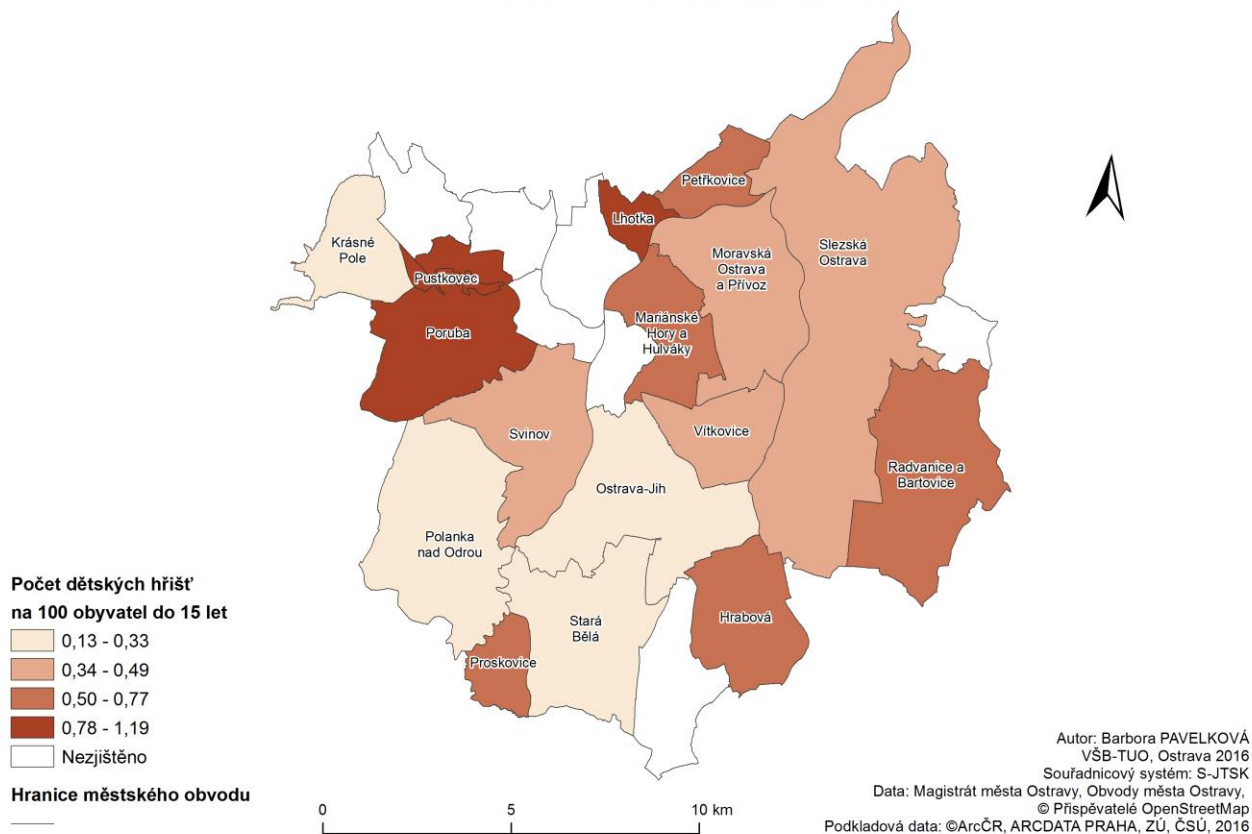 Petřkovice
Lhotka
Krásné
Pole
Pustkovec
Moravská
Ostrava
a Přívoz
Slezská
Ostrava
Poruba
Mariánské
Hory a
Hulváky
Svinov
Vítkovice
Radvanice a
Bartovice
Ostrava-Jih
Polanka
nad Odrou
Stará
Bělá
Hrabová
Proskovice
Počet dětských hřišť
na 100 obyvatel do 15 let
0,13 - 0,33
0,34 - 0,49
0,50 - 0,77
0,78 - 1,19
Nezjištěno
Hranice městského obvodu
0 5 10 km
Autor: Barbora PAVELKOVÁ
VŠB-TUO, Ostrava 2016
Souřadnicový systém: S-JTSK
Data: Magistrát města Ostravy, Obvody města Ostravy,
© Přispěvatelé OpenStreetMap
Podkladová data: ©ArcČR, ARCDATA PRAHA, ZÚ, ČSÚ, 2016